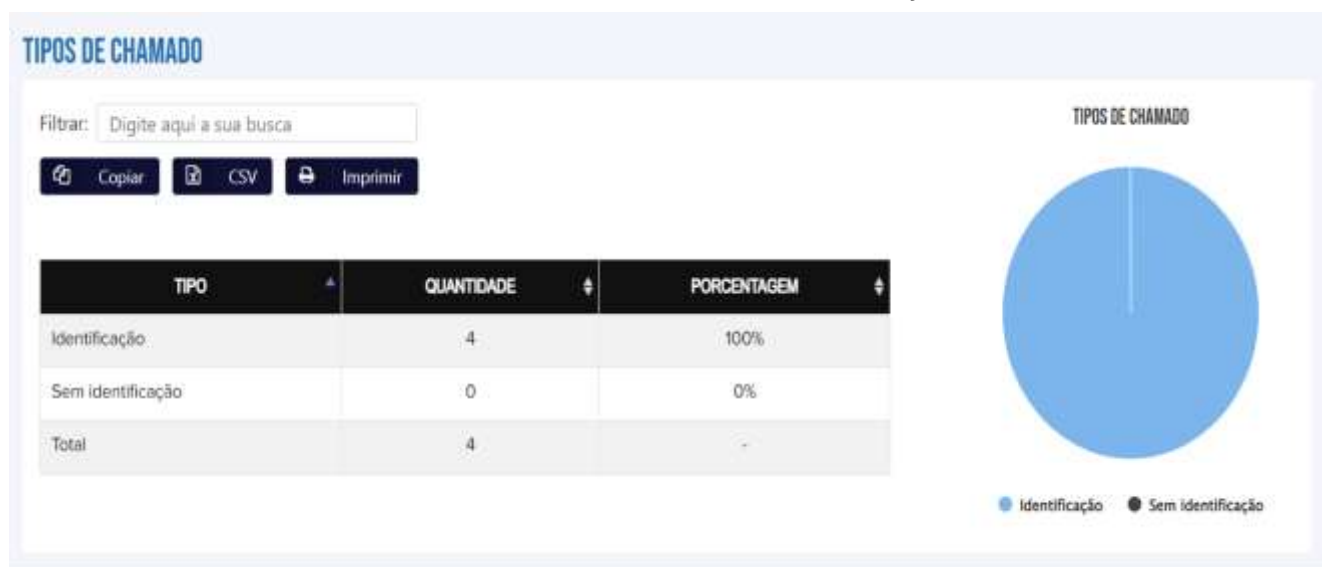 TIPOS DE CHAMADO
Filtrar: Digite aqui a sua busca
Copiar CSV Imprimir
TIPO QUANTIDADE PORCENTAGEM
Identificação 4 100%
Sem identificação 0 0%
Total 4 -
TIPOS DE CHAMADO
Identificação Sem identificação